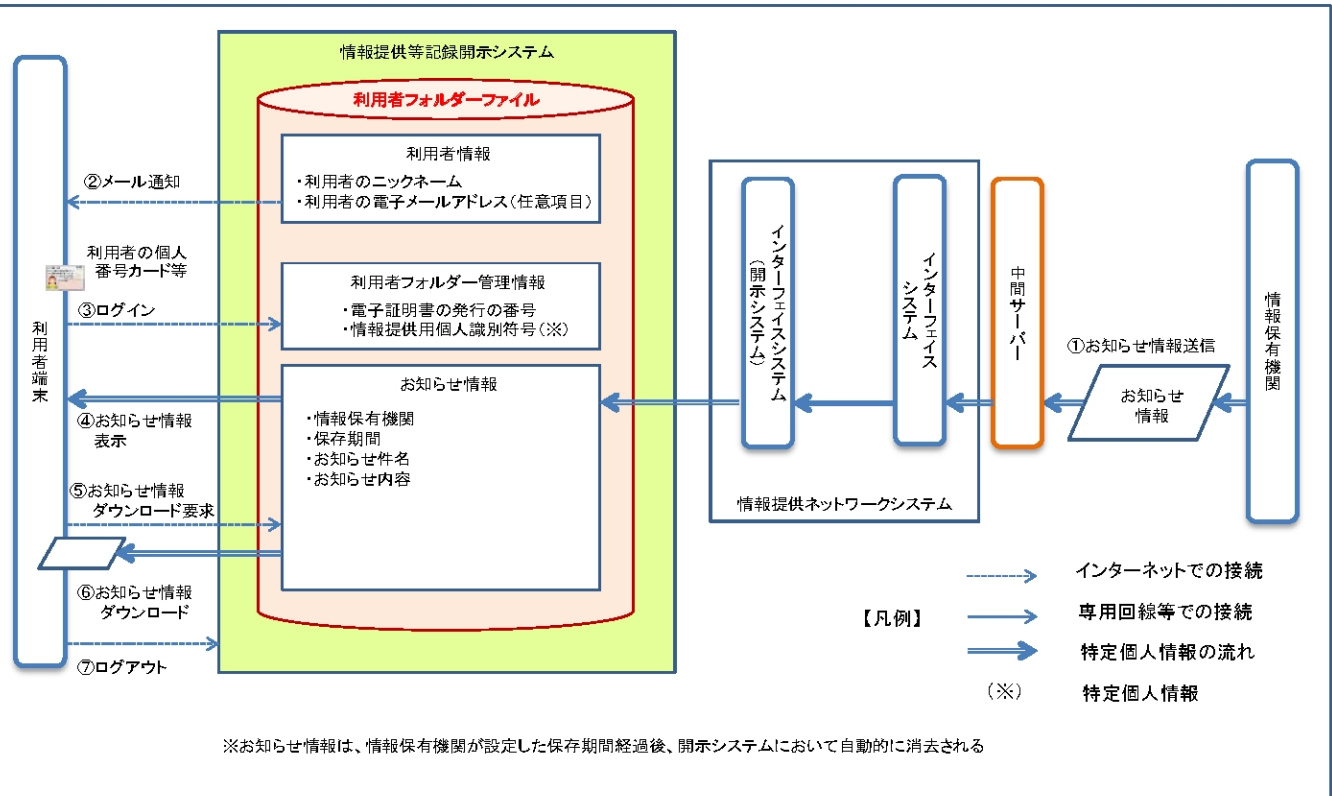 情報提供等記録開示システム
利用者フォルダーファイル
利用者情報
・利用者のニックネーム
・利用者の電子メールアドレス(任意項目)
②メール通知
利用者の個人
番号カード等
③ログイン
利用者フォルダー管理情報
・電子証明書の発行の番号
・情報提供用個人識別符号(※)
利用者端末
お知らせ情報
・情報保有機関
・保存期間
・お知らせ件名
・お知らせ内容
④お知らせ情報
表示
⑤お知らせ情報
ダウンロード要求
⑥お知らせ情報
ダウンロード
⑦ログアウト
インターフェイスシステム
(開示システム)
インターフェイス
システム
情報提供ネットワークシステム
中間サーバー
①お知らせ情報送信
お知らせ
情報
情報保有機関
【凡例】
インターネットでの接続
専用回線等での接続
特定個人情報の流れ
(※) 特定個人情報
※お知らせ情報は、情報保有機関が設定した保存期間経過後、開示システムにおいて自動的に消去される